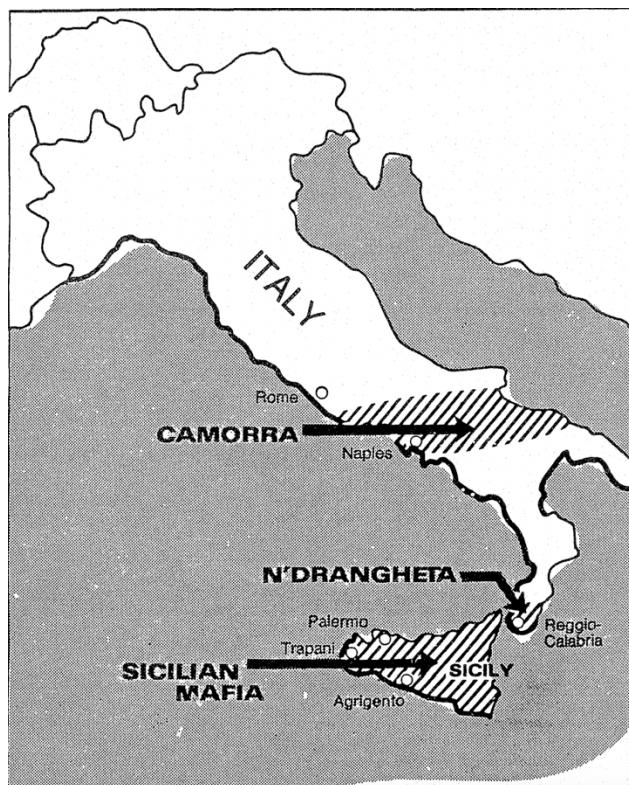 ITALY
Rome
CAMORRA
Naples
N'DRANGHETA
Reggio-
Calabria
Palermo
Trapani
SICILIAN
MAFIA
SICILY
Agrigento